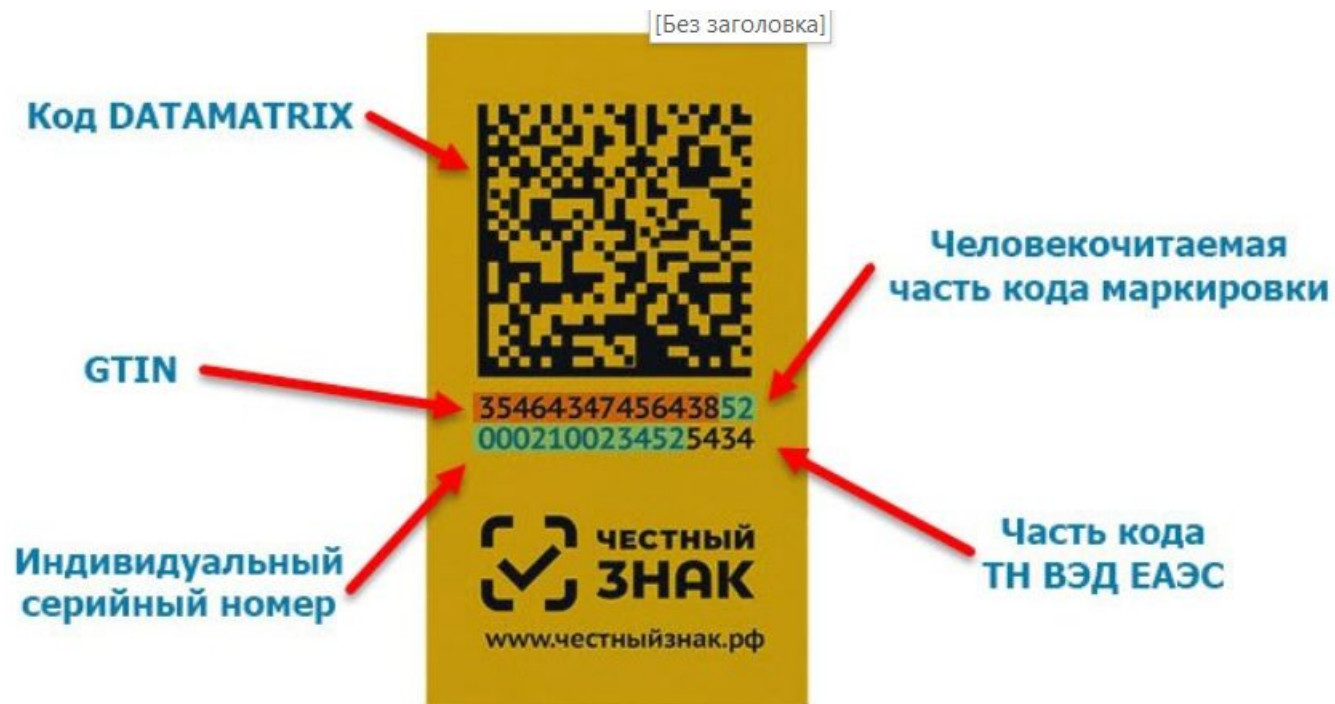 [Без заголовка]
Код DATAMATRIX
Человекочитаемая
часть кода маркировки
GTIN
3546434745643852
0002100234525434
Индивидуальный
серийный номер
Часть кода
ТН ВЭД ЕАЭС
ЧЕСТНЫЙ
ЗНАК
www.честныйзнак.рф